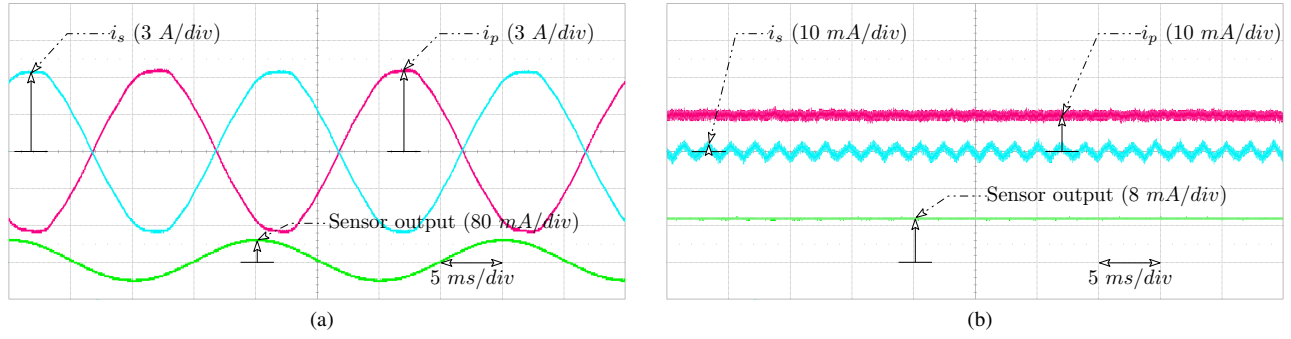 i_s (3 A/div)
i_p (3 A/div)
Sensor output (80 mA/div)
5 ms/div
(a)
i_s (10 mA/div)
i_p (10 mA/div)
Sensor output (8 mA/div)
5 ms/div
(b)